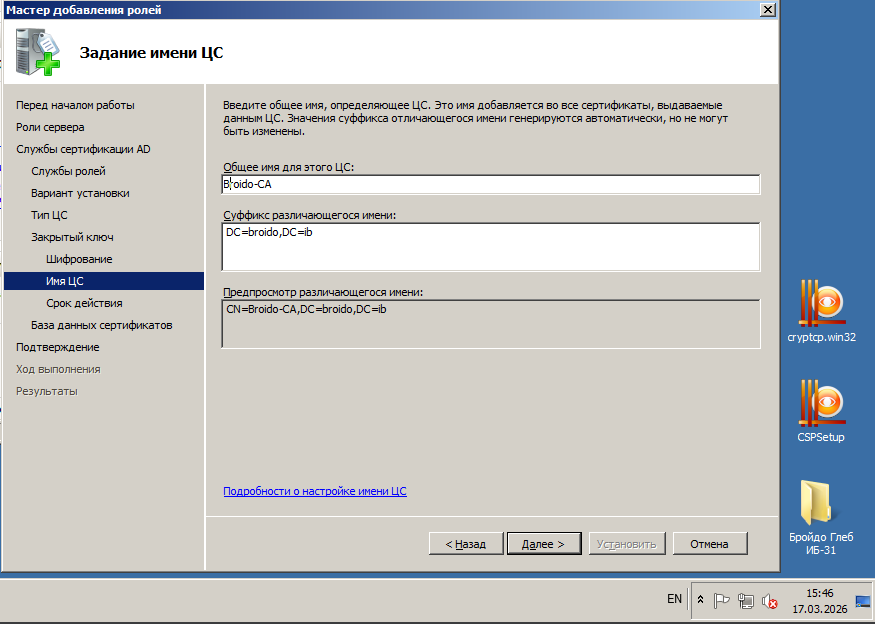 Мастер добавления ролей
Задание имени ЦС
Перед началом работы
Роли сервера
Службы сертификации AD
Службы ролей
Вариант установки
Тип ЦС
Закрытый ключ
Шифрование
Имя ЦС
Срок действия
База данных сертификатов
Подтверждение
Ход выполнения
Результаты
Введите общее имя, определяющее ЦС. Это имя добавляется во все сертификаты, выдаваемые
данным ЦС. Значения суффикса отличающегося имени генерируются автоматически, но не могут
быть изменены.
Общее имя для этого ЦС:
Broido-CA
Суффикс различающегося имени:
DC=broido,DC=ib
Предпросмотр различающегося имени:
CN=Broido-CA,DC=broido,DC=ib
Подробности о настройке имени ЦС
< Назад
Далее >
Установить
Отмена
cryptcp.win32
CSPSetup
Бройдо Глеб
ИБ-31
EN
15:46
17.03.2026